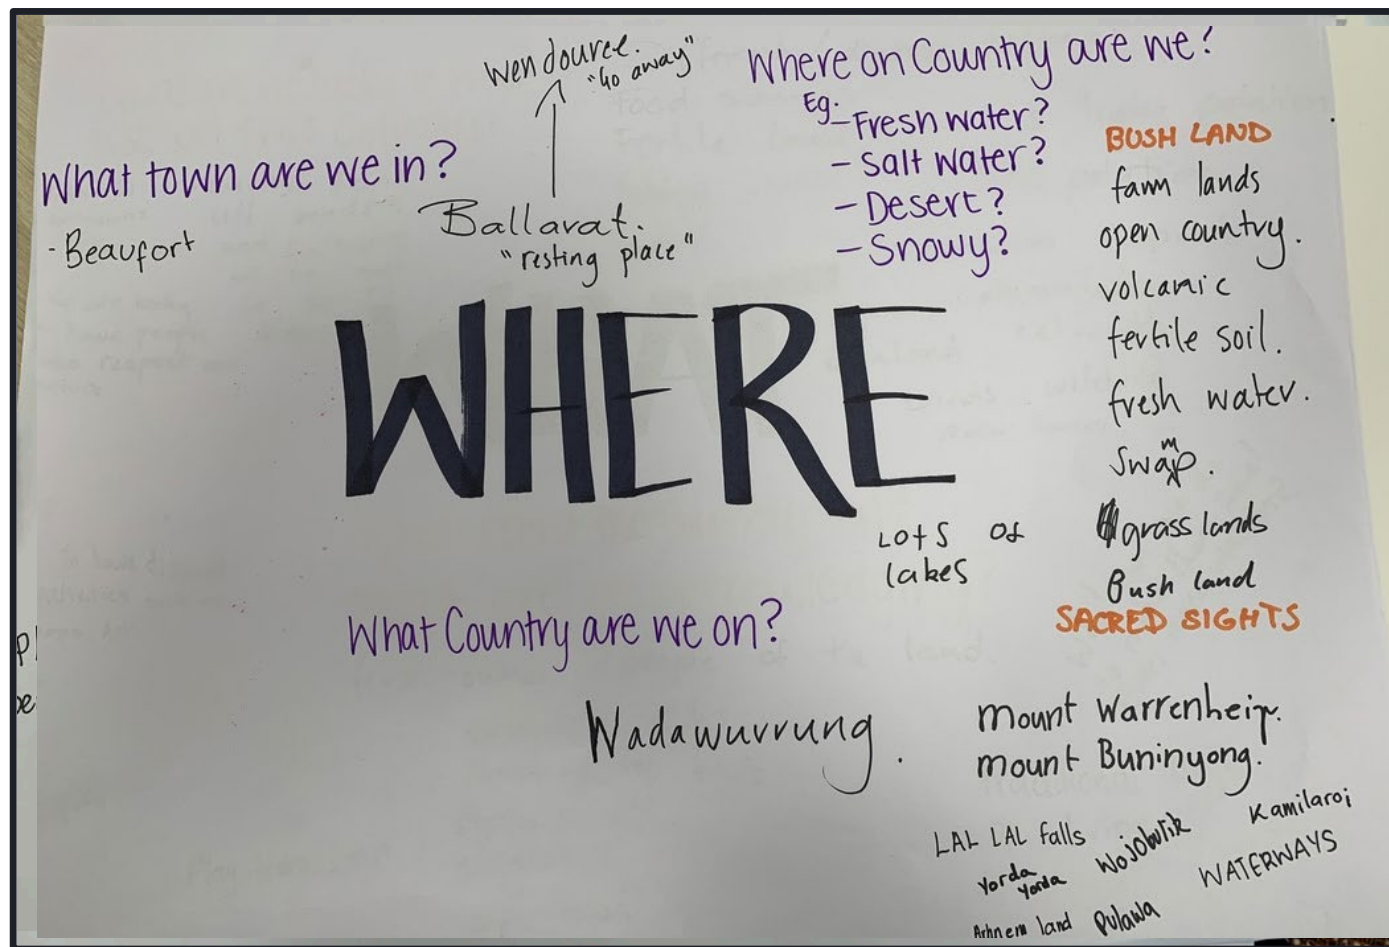 wendouree.
"Go away"
Ballarat.
"resting place"
What town are we in?
- Beaufort
Where on Country are we?
Eg:
- Fresh water?
- Salt water?
- Desert?
- Snowy?
BUSH LAND
farm lands
open country.
volcanic
fertile soil.
fresh water.
Swamp.
grass lands
Bush land
WHERE
Lots of
lakes
What Country are we on?
Wadawurrung.
SACRED SIGHTS
mount Warrenheip.
mount Buninyong.
LAL LAL falls
Yorda
Yorda
Wojobulik
Kamilaroi
WATERWAYS
Arhnem land
Pulawa